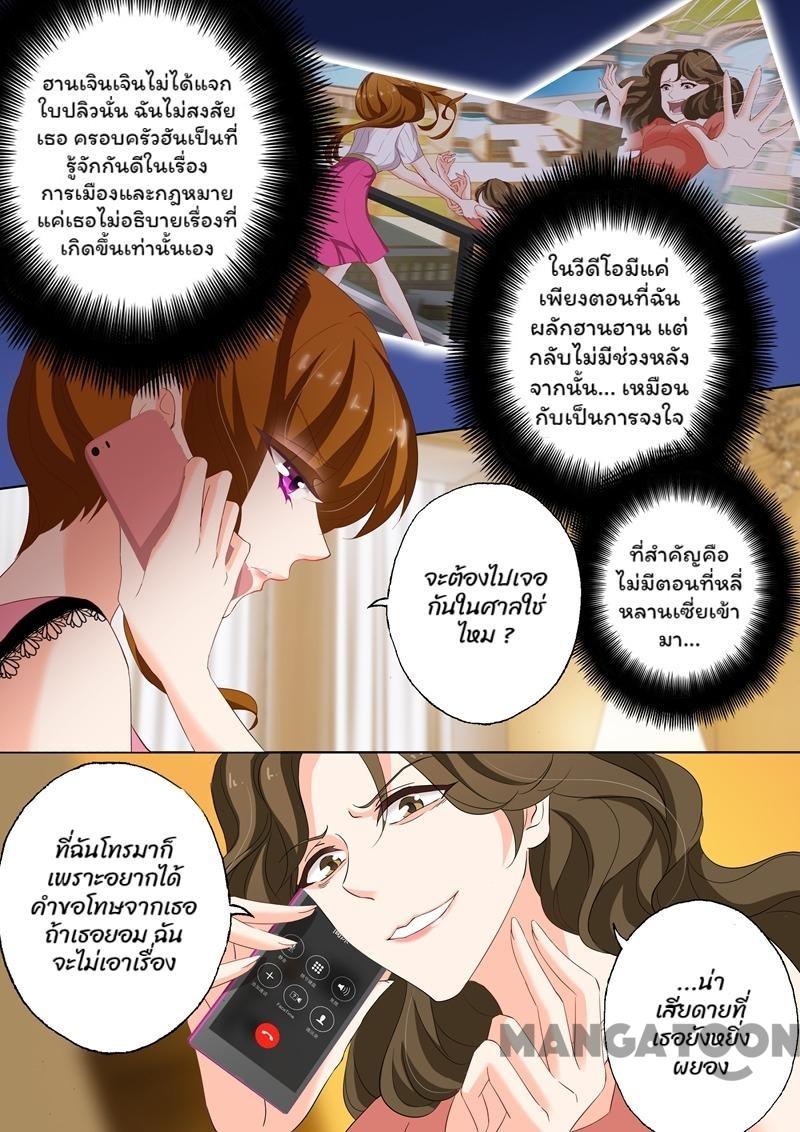 ฮานเจินเจินไม่ได้แจก
ใบปลิวนั่น ฉันไม่สงสัย
เธอ ครอบครัวฮันเป็นที่
รู้จักกันดีในเรื่อง
การเมืองและกฎหมาย
แค่เธอไม่อธิบายเรื่องที่
เกิดขึ้นเท่านั้นเอง
ในวีดีโอมีแค่
เพียงตอนที่ฉัน
ผลักฮานฮาน แต่
กลับไม่มีช่วงหลัง
จากนั้น... เหมือน
กับเป็นการจงใจ
ที่สำคัญคือ
ไม่มีตอนที่หลี่
หลานเซี่ยเข้า
มา...
จะต้องไปเจอ
กันในศาลใช่
ไหม ?
ที่ฉันโทรมาก็
เพราะอยากได้
คำขอโทษจากเธอ
ถ้าเธอยอม ฉัน
จะไม่เอาเรื่อง
FaceTime
...น่า
เสียดายที่
เธอยังหยิ่ง
ผยอง
MANGATOON